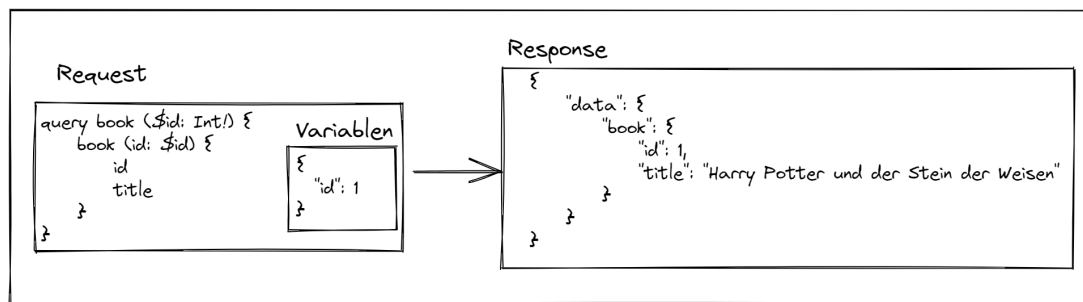 Request
query book ($id: Int!) {
book (id: $id) {
id
title
}
}
Variablen
{
"id": 1
}
Response
{
"data": {
"book": {
"id": 1,
"title": "Harry Potter und der Stein der Weisen"
}
}
}